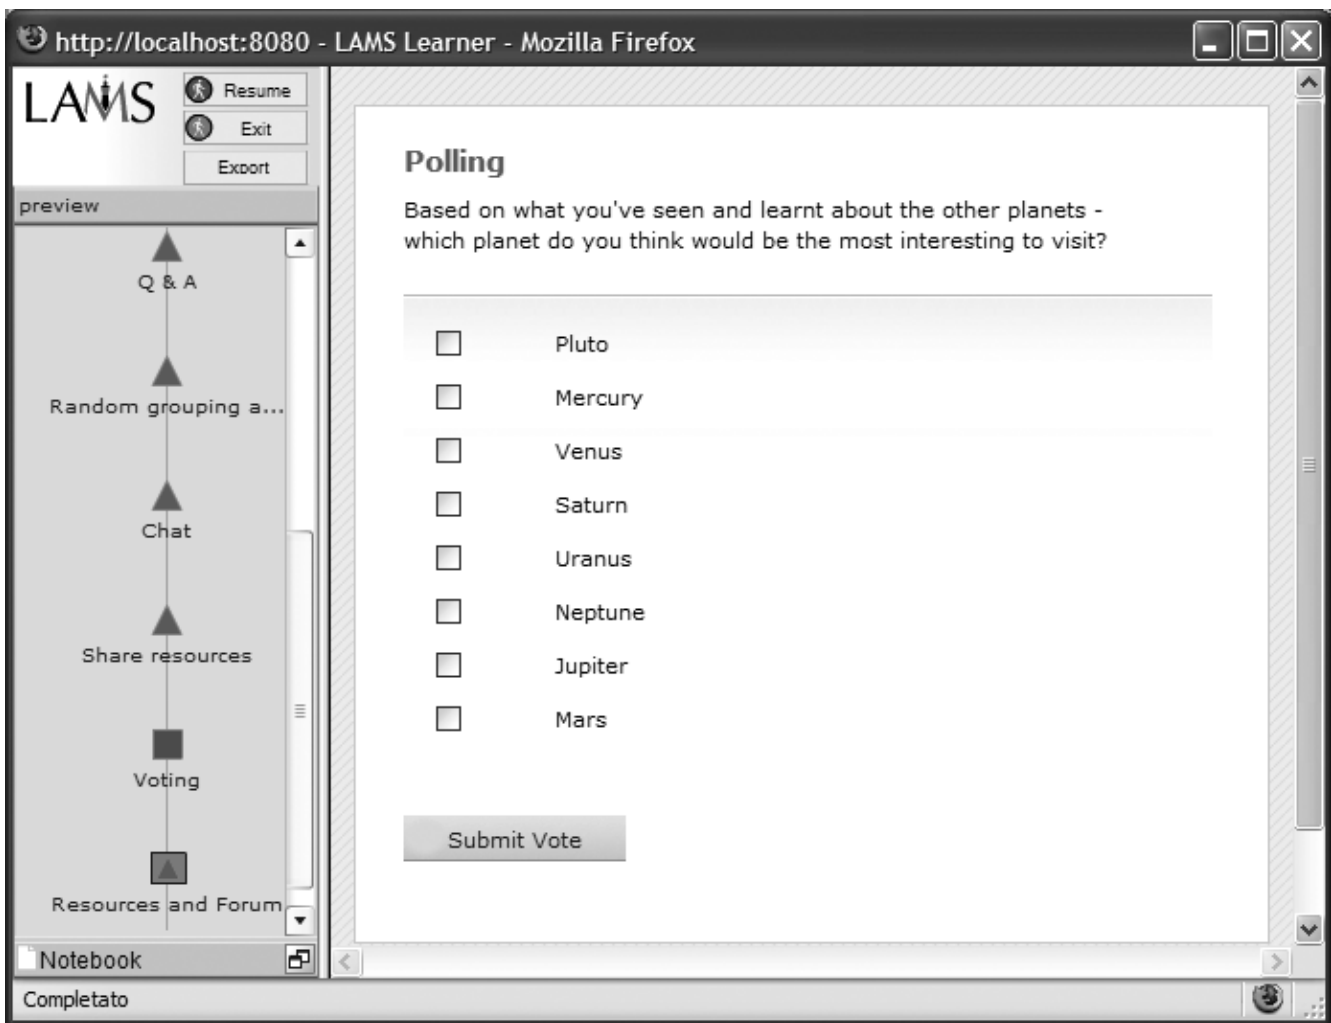 http://localhost:8080 - LAMS Learner - Mozilla Firefox
LAMS
Resume
Exit
Export
preview
Q & A
Random grouping a...
Chat
Share resources
Voting
Resources and Forum
Notebook
Polling
Based on what you've seen and learnt about the other planets -
which planet do you think would be the most interesting to visit?
Pluto
Mercury
Venus
Saturn
Uranus
Neptune
Jupiter
Mars
Submit Vote
Completato